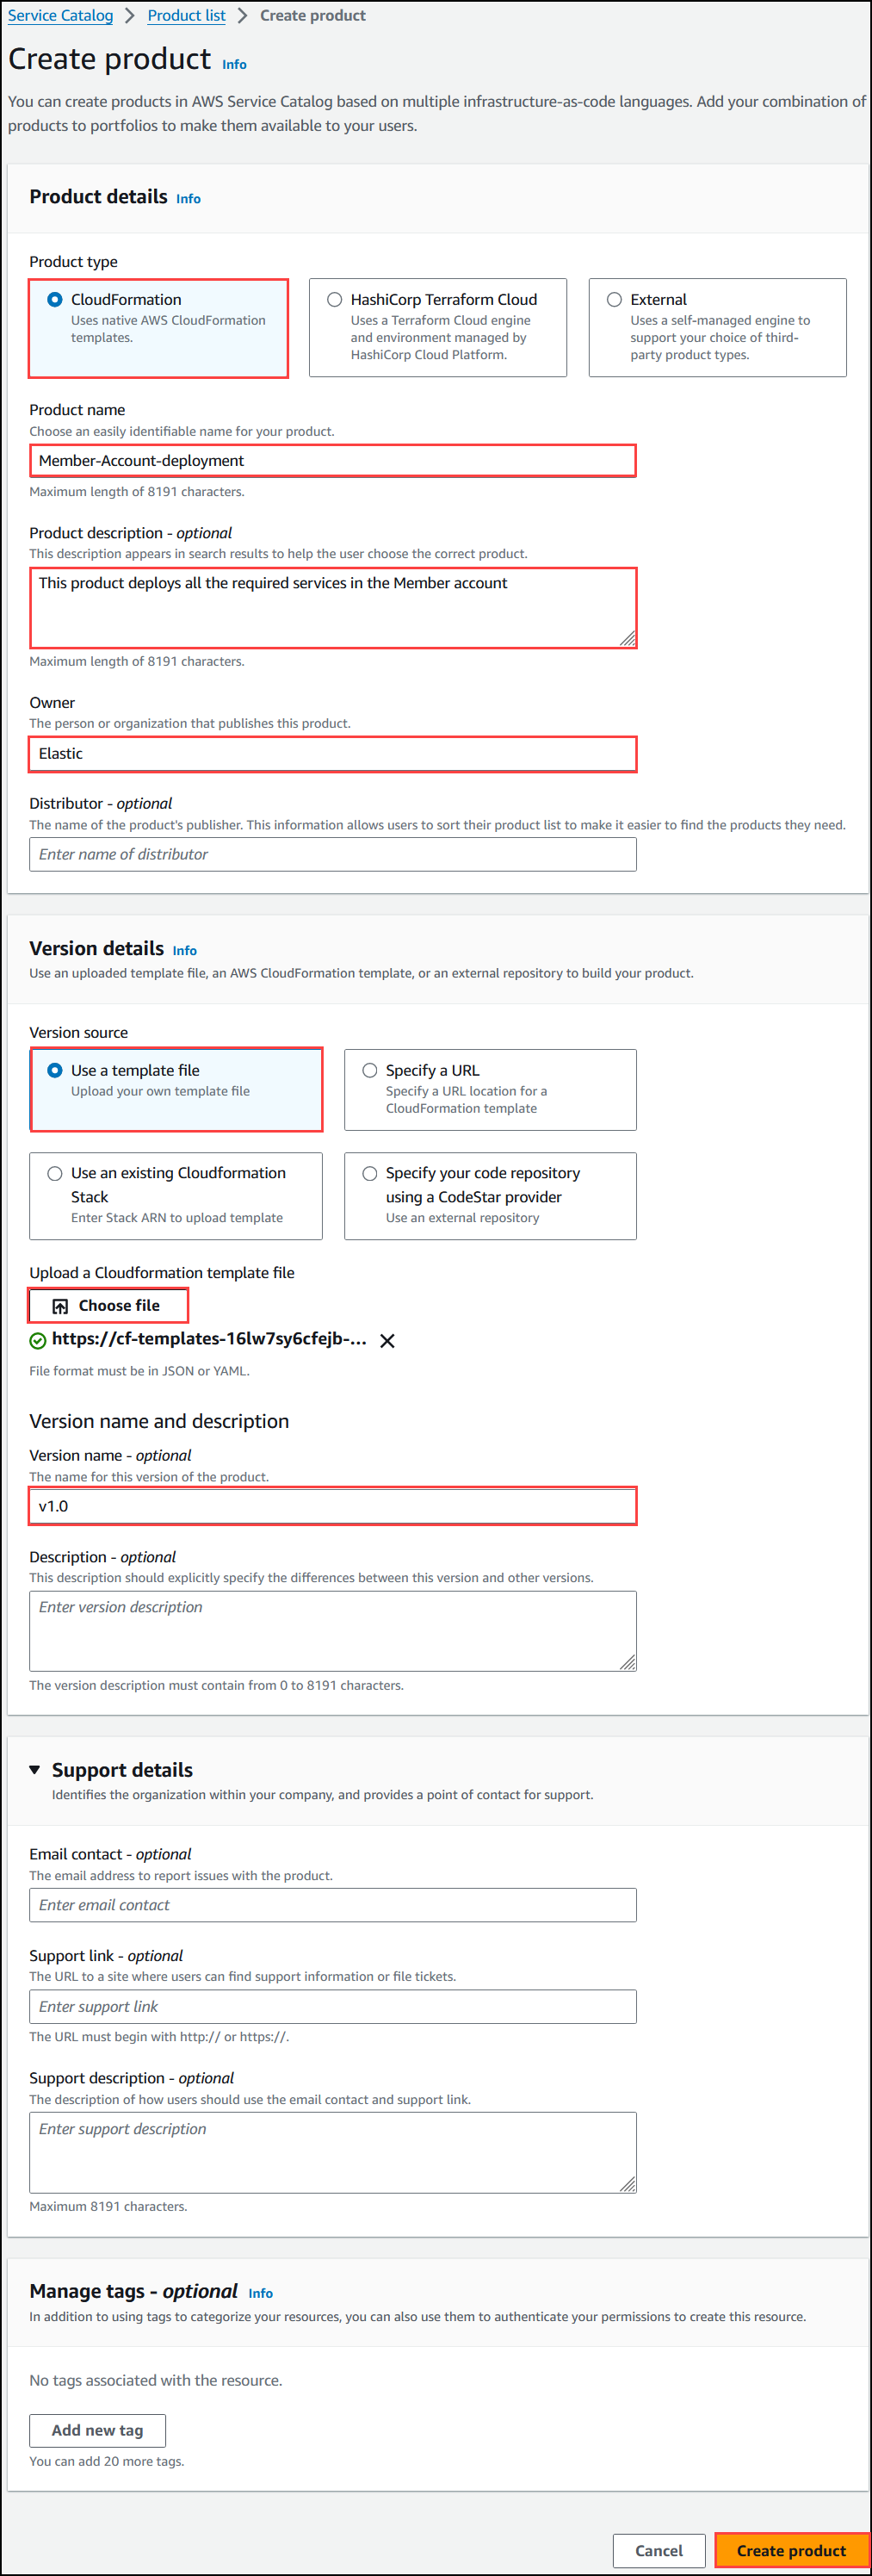 Service Catalog > Product list > Create product
Create product Info
You can create products in AWS Service Catalog based on multiple infrastructure-as-code languages. Add your combination of
products to portfolios to make them available to your users.
Product details Info
Product type
CloudFormation
Uses native AWS CloudFormation
templates.
HashiCorp Terraform Cloud
Uses a Terraform Cloud engine
and environment managed by
HashiCorp Cloud Platform.
External
Uses a self-managed engine to
support your choice of third-
party product types.
Product name
Choose an easily identifiable name for your product.
Member-Account-deployment
Maximum length of 8191 characters.
Product description - optional
This description appears in search results to help the user choose the correct product.
This product deploys all the required services in the Member account
Maximum length of 8191 characters.
Owner
The person or organization that publishes this product.
Elastic
Distributor - optional
The name of the product's publisher. This information allows users to sort their product list to make it easier to find the products they need.
Enter name of distributor
Version details Info
Use an uploaded template file, an AWS CloudFormation template, or an external repository to build your product.
Version source
Use a template file
Upload your own template file
Specify a URL
Specify a URL location for a
CloudFormation template
Use an existing Cloudformation
Stack
Enter Stack ARN to upload template
Specify your code repository
using a CodeStar provider
Use an external repository
Upload a Cloudformation template file
Choose file
https://cf-templates-16lw7sy6cfejb-...
File format must be in JSON or YAML.
Version name and description
Version name - optional
The name for this version of the product.
v1.0
Description - optional
This description should explicitly specify the differences between this version and other versions.
Enter version description
The version description must contain from 0 to 8191 characters.
Support details
Identifies the organization within your company, and provides a point of contact for support.
Email contact - optional
The email address to report issues with the product.
Enter email contact
Support link - optional
The URL to a site where users can find support information or file tickets.
Enter support link
The URL must begin with http:// or https://.
Support description - optional
The description of how users should use the email contact and support link.
Enter support description
Maximum 8191 characters.
Manage tags - optional Info
In addition to using tags to categorize your resources, you can also use them to authenticate your permissions to create this resource.
No tags associated with the resource.
Add new tag
You can add 20 more tags.
Cancel
Create product